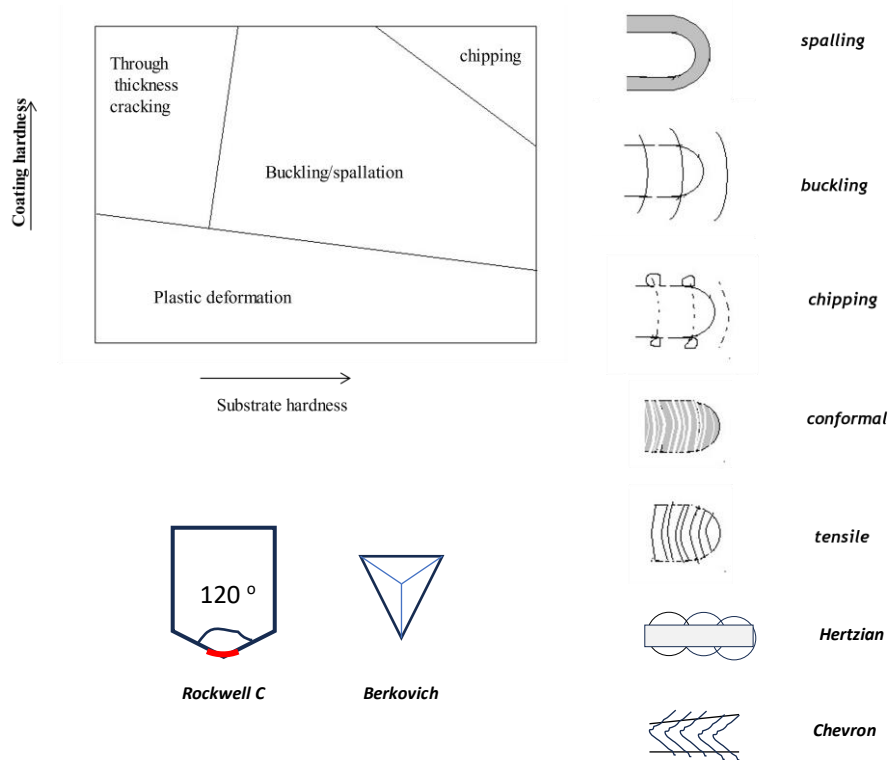 Through
thickness
cracking
chipping
Buckling/spallation
Plastic deformation
Coating hardness
Substrate hardness
spalling
buckling
chipping
conformal
tensile
Hertzian
Chevron
120 °
Rockwell C
Berkovich